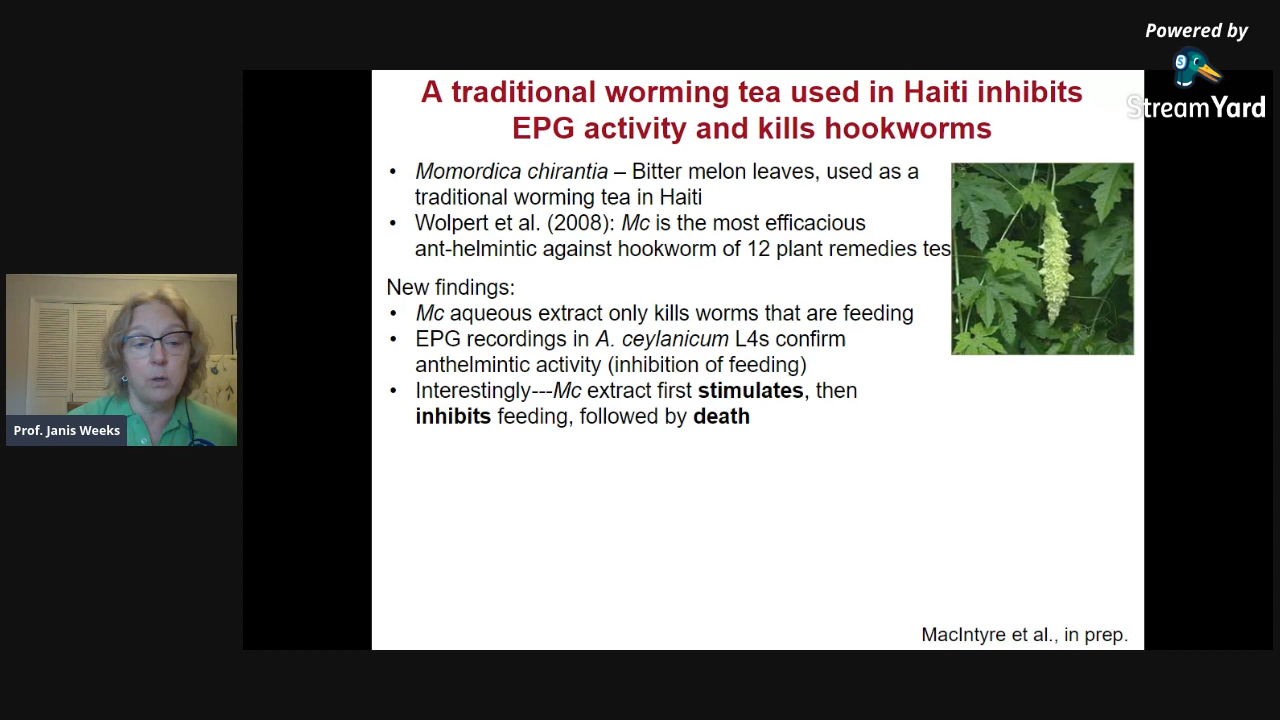 Powered by
StreamYard
A traditional worming tea used in Haiti inhibits
EPG activity and kills hookworms
• Momordica chirantia – Bitter melon leaves, used as a
traditional worming tea in Haiti
• Wolpert et al. (2008): Mc is the most efficacious
ant-helmintic against hookworm of 12 plant remedies tes
New findings:
• Mc aqueous extract only kills worms that are feeding
• EPG recordings in A. ceylanicum L4s confirm
anthelmintic activity (inhibition of feeding)
• Interestingly---Mc extract first stimulates, then
inhibits feeding, followed by death
Prof. Janis Weeks
MacIntyre et al., in prep.